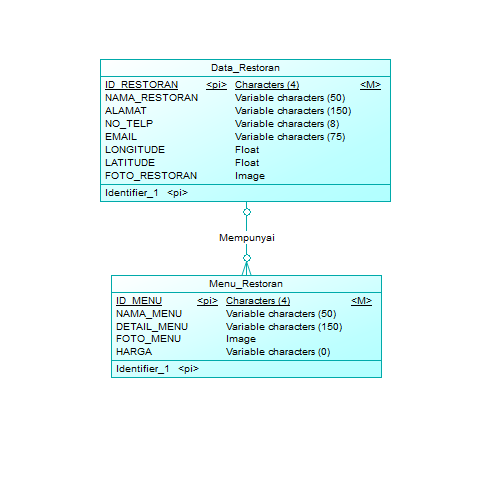 Data_Restoran
ID_RESTORAN <pi> Characters (4) <M>
NAMA_RESTORAN Variable characters (50)
ALAMAT Variable characters (150)
NO_TELP Variable characters (8)
EMAIL Variable characters (75)
LONGITUDE Float
LATITUDE Float
FOTO_RESTORAN Image
Identifier_1 <pi>
Mempunyai
Menu_Restoran
ID_MENU <pi> Characters (4) <M>
NAMA_MENU Variable characters (50)
DETAIL_MENU Variable characters (150)
FOTO_MENU Image
HARGA Variable characters (0)
Identifier_1 <pi>